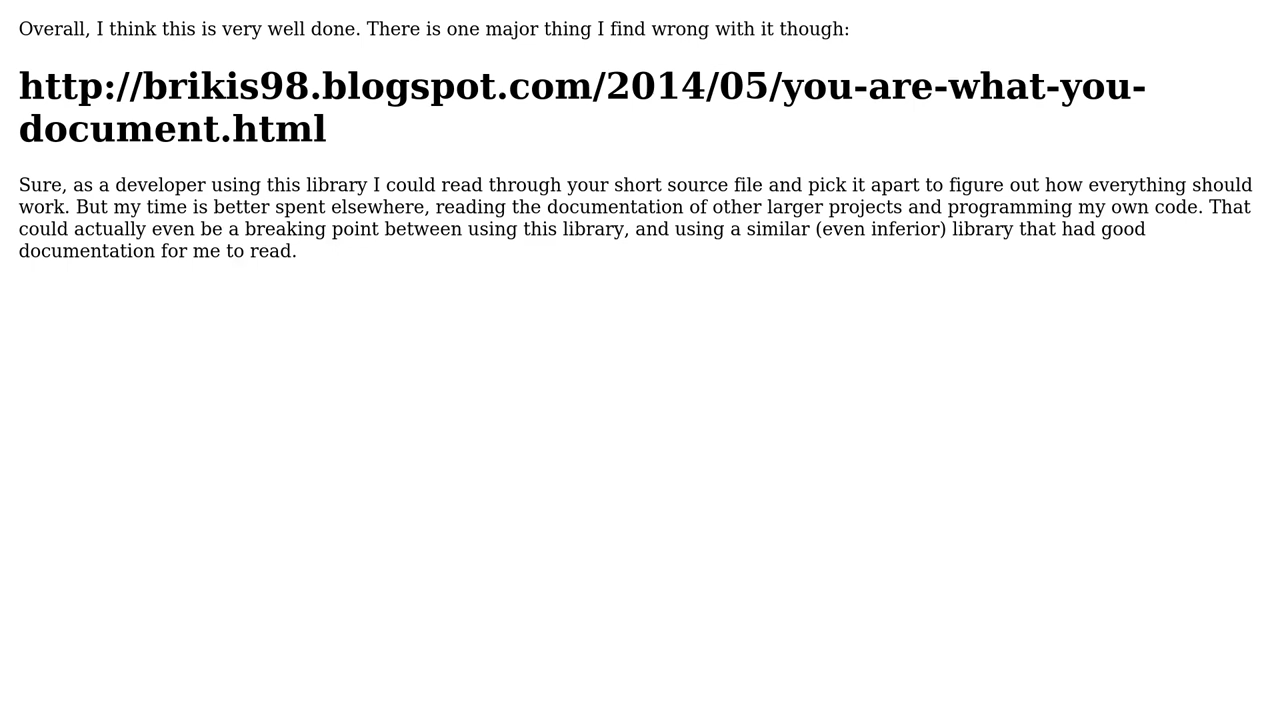 Overall, I think this is very well done. There is one major thing I find wrong with it though:
http://brikis98.blogspot.com/2014/05/you-are-what-you-
document.html
Sure, as a developer using this library I could read through your short source file and pick it apart to figure out how everything should
work. But my time is better spent elsewhere, reading the documentation of other larger projects and programming my own code. That
could actually even be a breaking point between using this library, and using a similar (even inferior) library that had good
documentation for me to read.